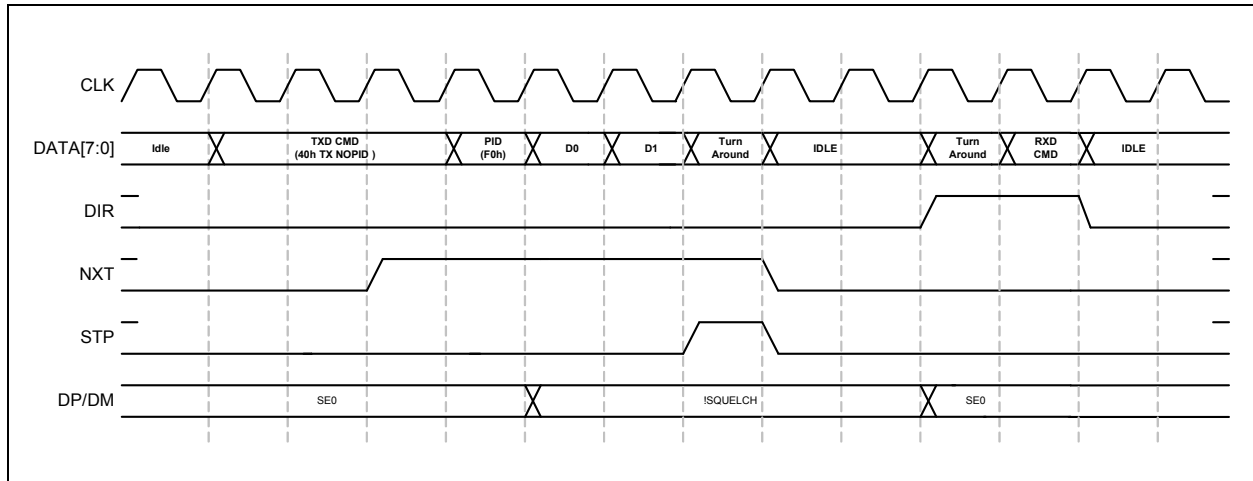 CLK
DATA[7:0]
Idle
TXD CMD
(40h TX NOPID )
PID
(F0h)
D0
D1
Turn
Around
IDLE
Turn
Around
RXD
CMD
IDLE
DIR
NXT
STP
DP/DM
SE0
!SQUELCH
SE0